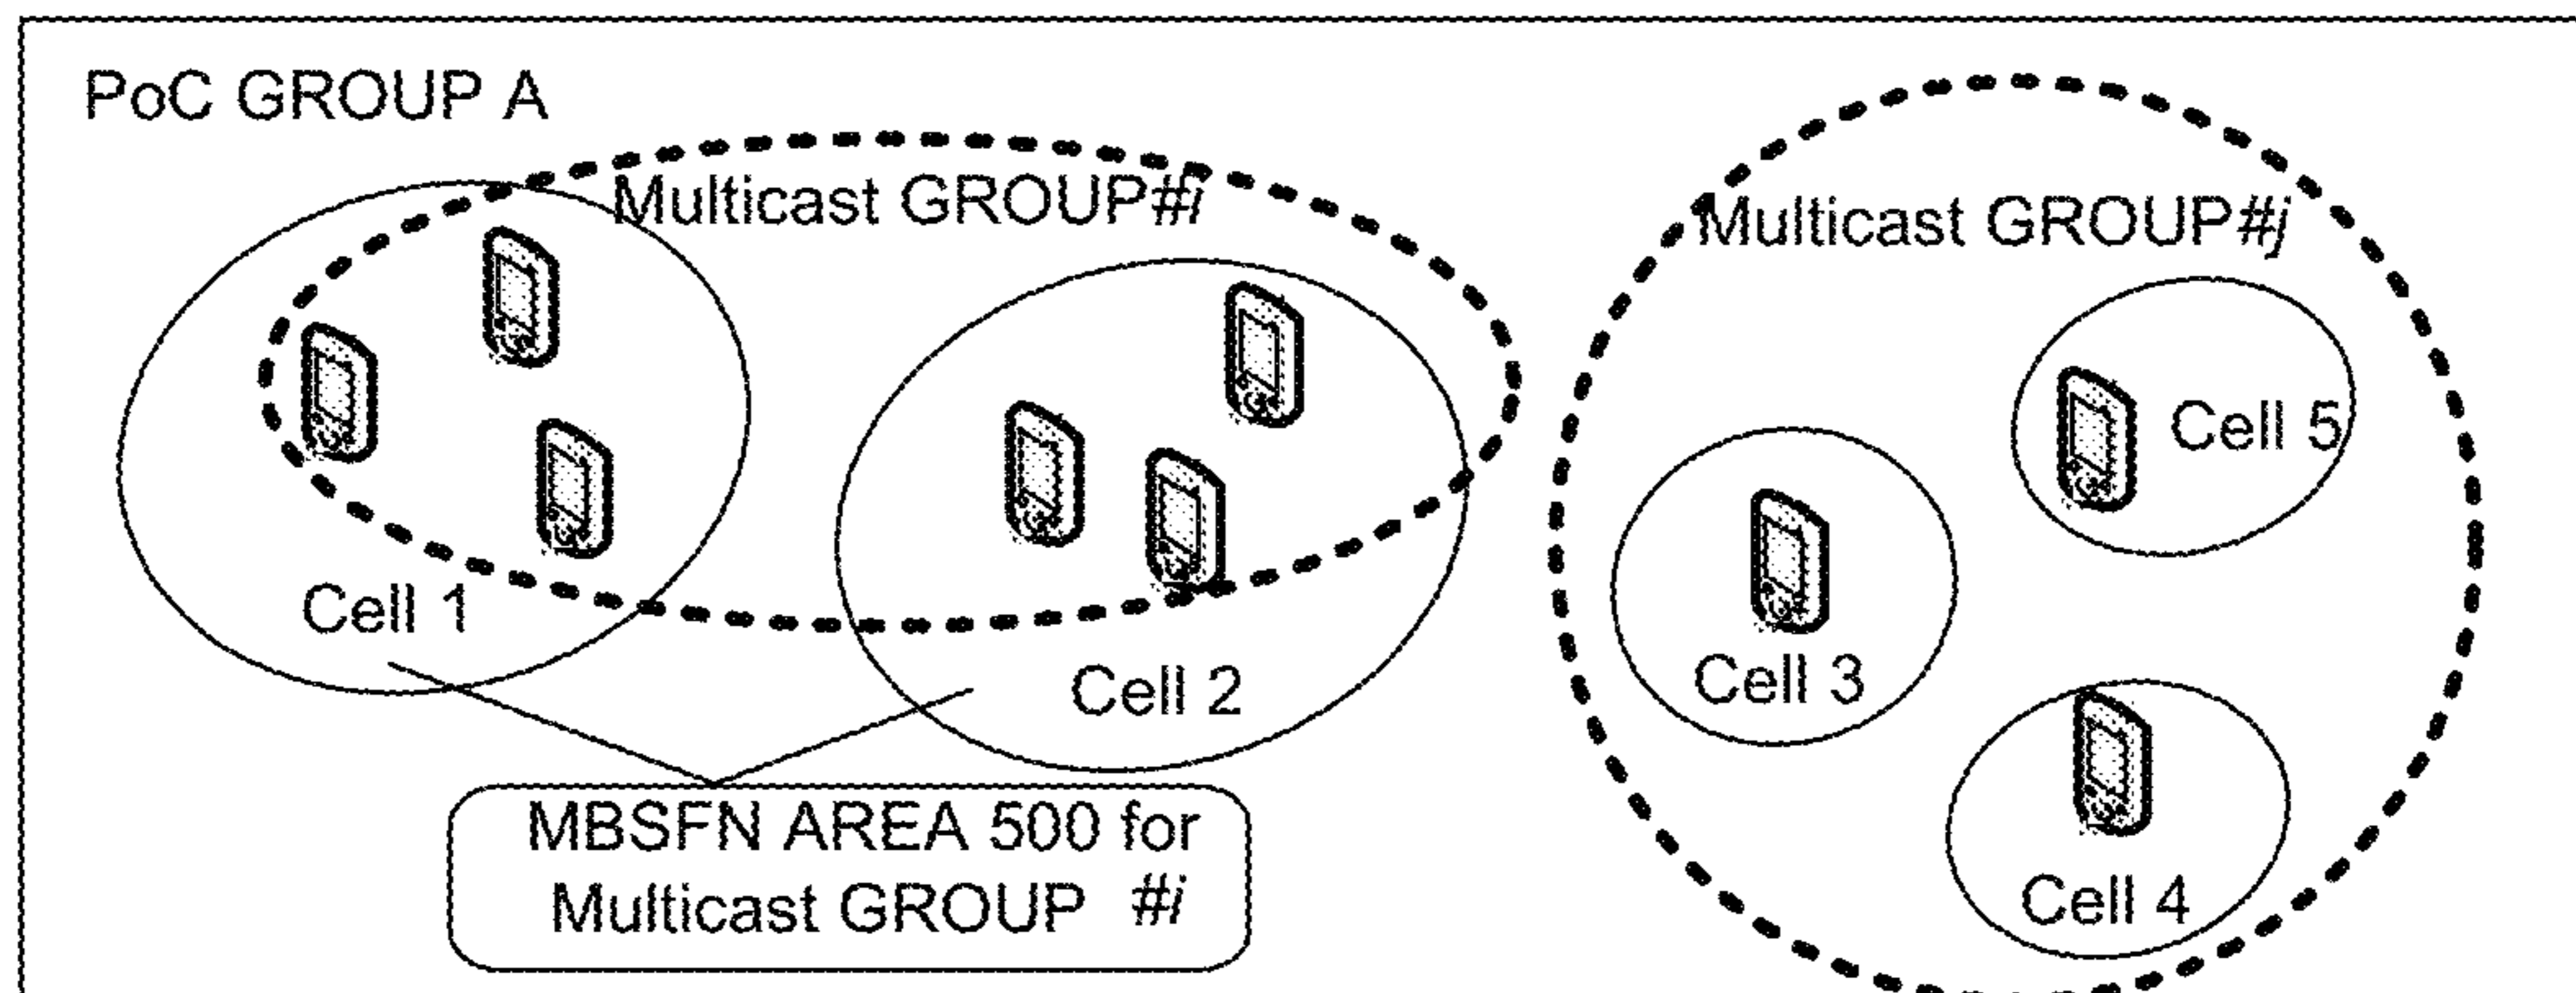 PoC GROUP A
Multicast GROUP#i
Multicast GROUP#j
Cell 5
Cell 1
Cell 3
Cell 2
MBSFN AREA 500 for
Multicast GROUP #i
Cell 4